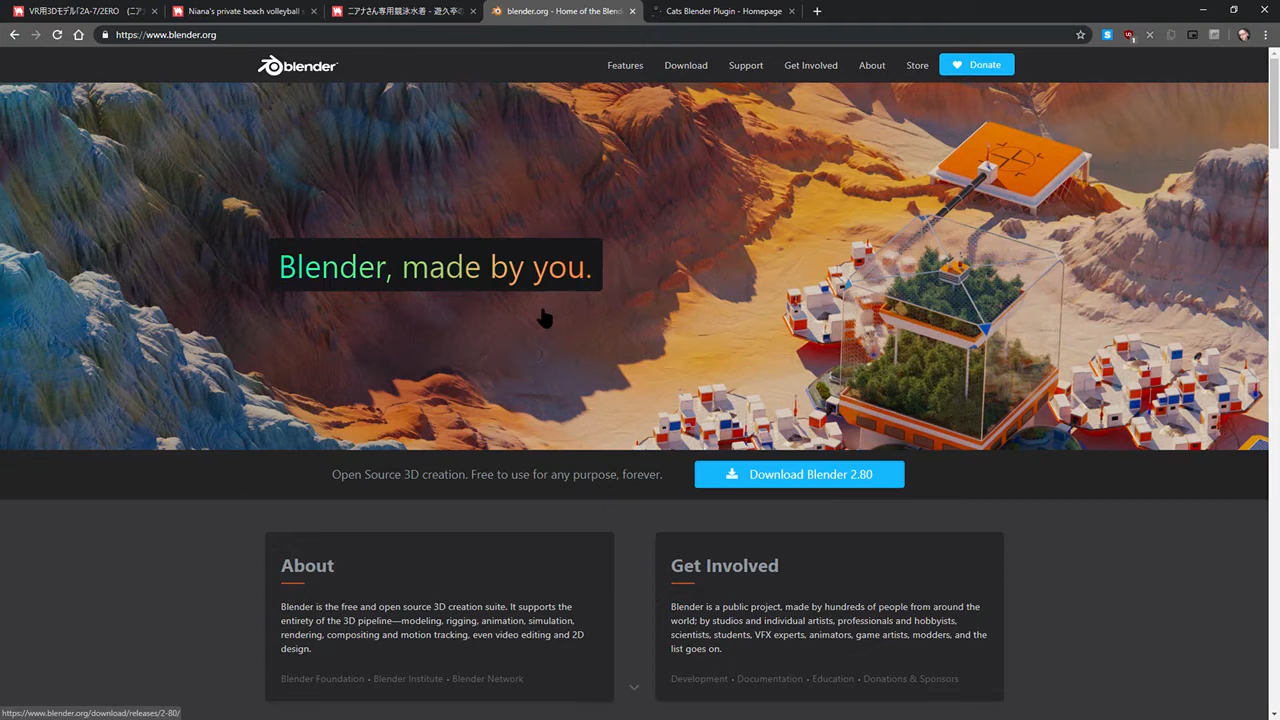 VR用3Dモデル「2A-7/2ERO （ニア
Niana's private beach volleyball s
ニアナさん専用競泳水着 - 遊久亭の
blender.org - Home of the Blend
Cats Blender Plugin - Homepage
https://www.blender.org
blender
Features
Download
Support
Get Involved
About
Store
Donate
Blender, made by you.
Open Source 3D creation. Free to use for any purpose, forever.
Download Blender 2.80
About
Blender is the free and open source 3D creation suite. It supports the
entirety of the 3D pipeline—modeling, rigging, animation, simulation,
rendering, compositing and motion tracking, even video editing and 2D
design.
Blender Foundation • Blender Institute • Blender Network
Get Involved
Blender is a public project, made by hundreds of people from around the
world; by studios and individual artists, professionals and hobbyists,
scientists, students, VFX experts, animators, game artists, modders, and the
list goes on.
Development • Documentation • Education • Donations & Sponsors
https://www.blender.org/download/releases/2-80/